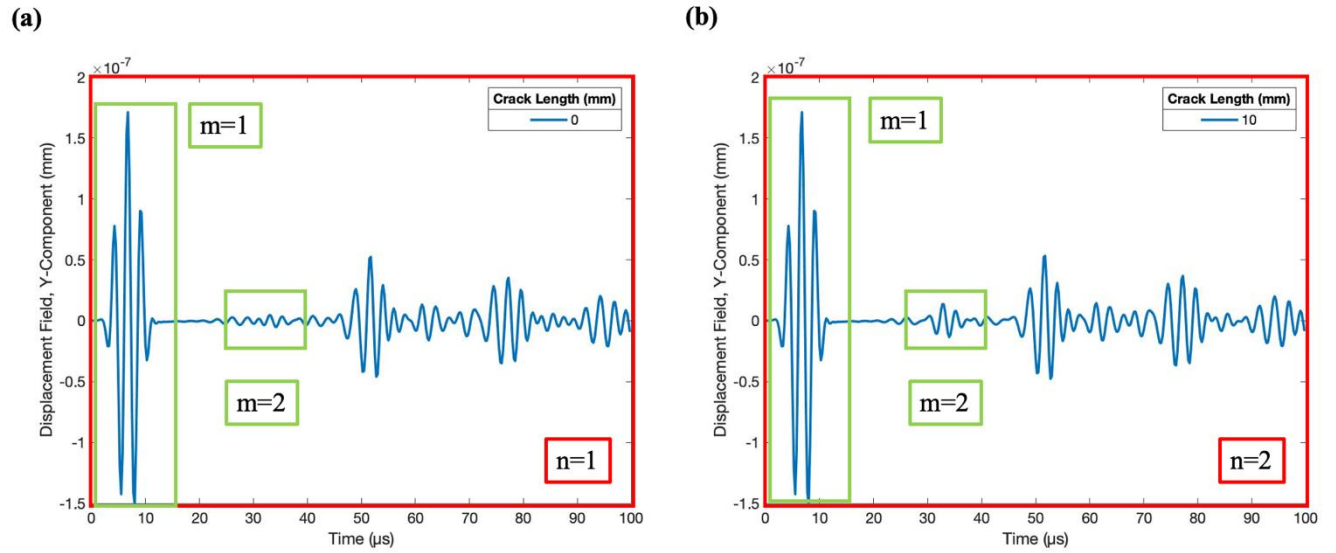 (a)
×10⁻⁷
2
1.5
1
0.5
0
-0.5
-1
-1.5
Displacement Field, Y-Component (mm)
0 10 20 30 40 50 60 70 80 90 100
Time (µs)
Crack Length (mm)
0
m=1
m=2
n=1
(b)
×10⁻⁷
2
1.5
1
0.5
0
-0.5
-1
-1.5
Displacement Field, Y-Component (mm)
0 10 20 30 40 50 60 70 80 90 100
Time (µs)
Crack Length (mm)
10
m=1
m=2
n=2